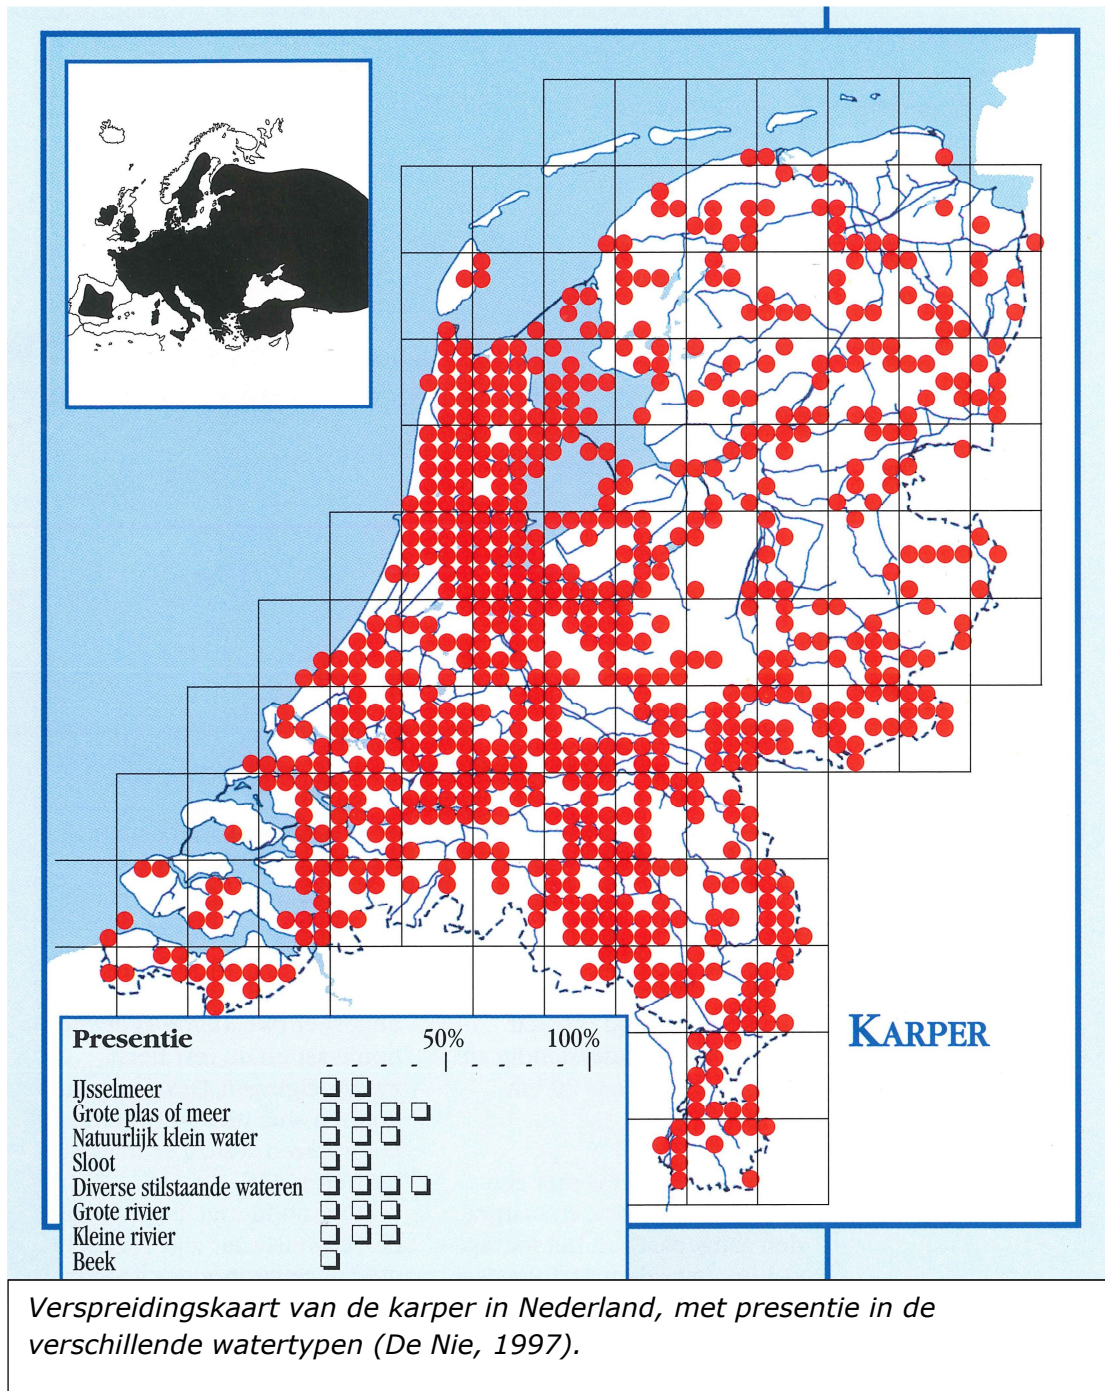 KARPER
Presentie 50% 100%
IJsselmeer
Grote plas of meer
Natuurlijk klein water
Sloot
Diverse stilstaande wateren
Grote rivier
Kleine rivier
Beek
Verspreidingskaart van de karper in Nederland, met presentie in de
verschillende watertypen (De Nie, 1997).